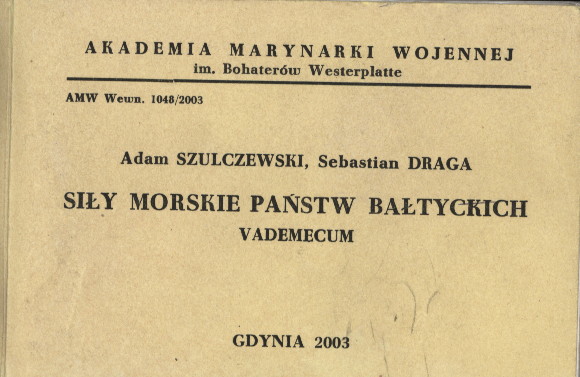 AKADEMIA MARYNARKI WOJENNEJ
im. Bohaterów Westerplatte
AMW Wewn. 1048/2003
Adam SZULCZEWSKI, Sebastian DRAGA
SIŁY MORSKIE PAŃSTW BAŁTYCKICH
VADEMECUM
GDYNIA 2003